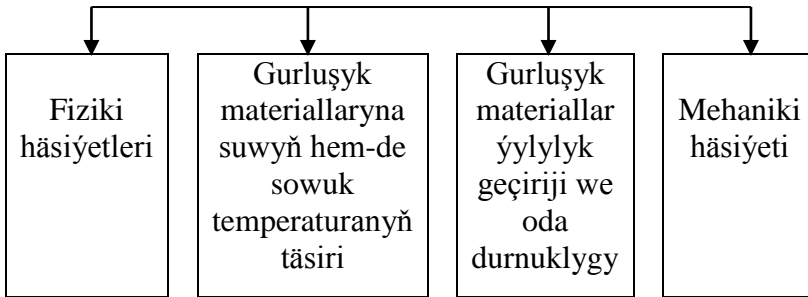 Fiziki
häsiýetleri
Gurluşyk
materiallaryna
suwyň hem-de
sowuk
temperaturanyň
täsiri
Gurluşyk
materiallar
ýylylyk
geçiriji we
oda
durnuklygy
Mehaniki
häsiýeti